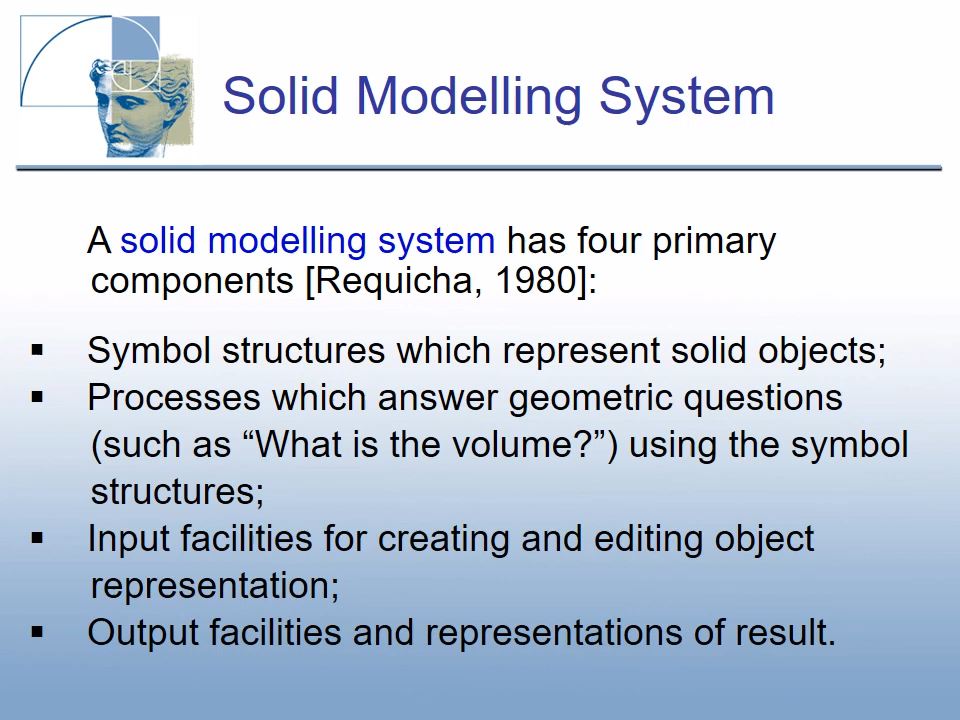 Solid Modelling System
A solid modelling system has four primary
components [Requicha, 1980]:
▪ Symbol structures which represent solid objects;
▪ Processes which answer geometric questions
(such as “What is the volume?”) using the symbol
structures;
▪ Input facilities for creating and editing object
representation;
▪ Output facilities and representations of result.